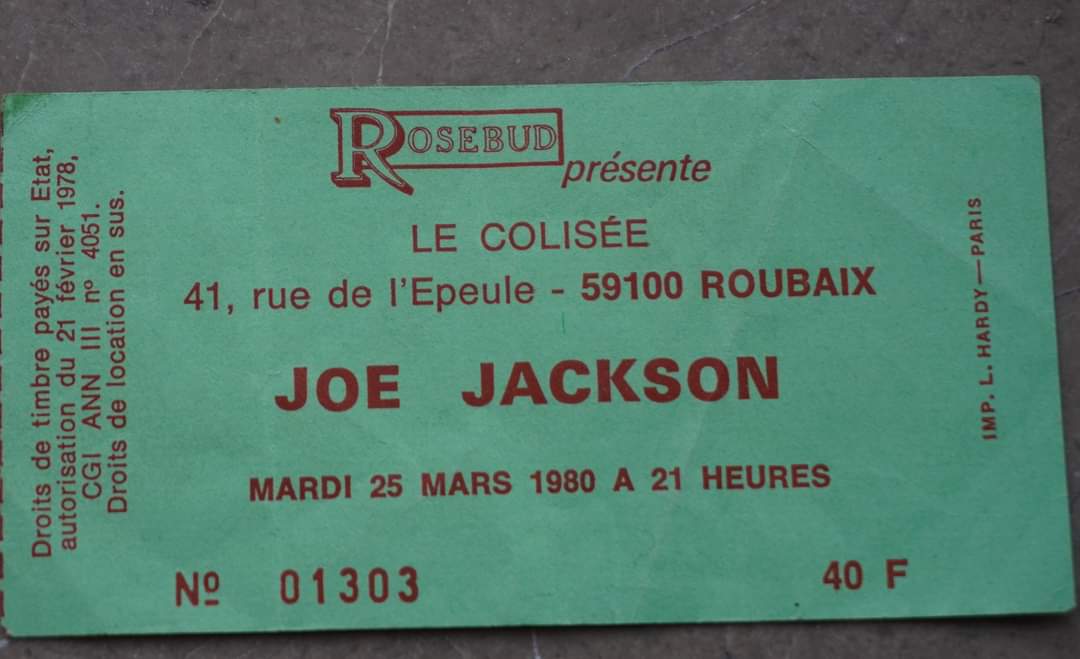 ROSEBUD
présente
LE COLISÉE
41, rue de l'Epeule - 59100 ROUBAIX
JOE JACKSON
MARDI 25 MARS 1980 A 21 HEURES
Nº 01303
40 F
Droits de timbre payés sur Etat,
autorisation du 21 février 1978,
CGI ANN III nº 4051.
Droits de location en sus.
IMP. L. HARDY — PARIS